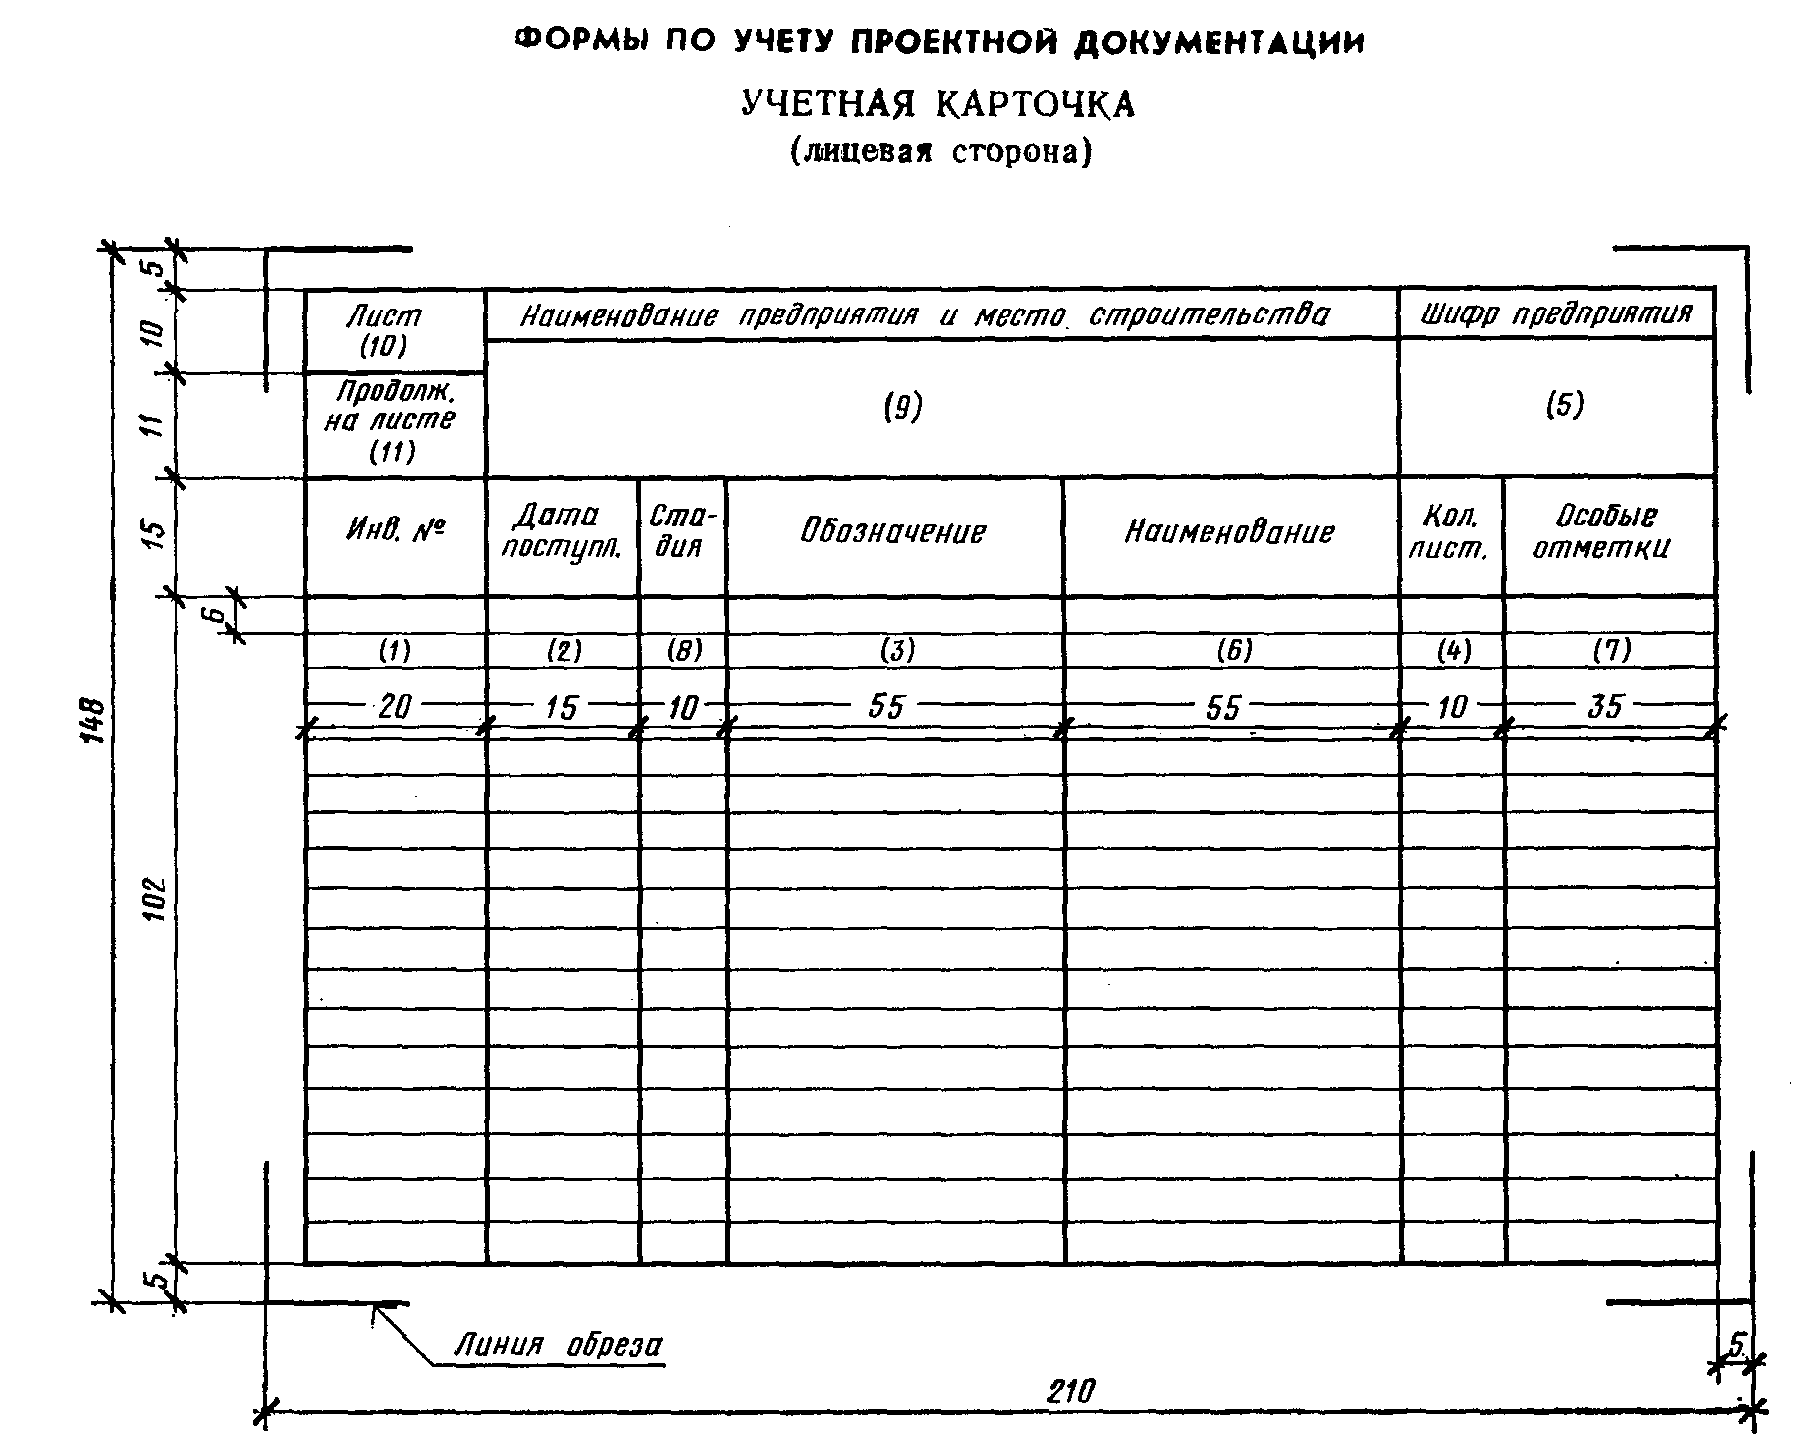 ФОРМЫ ПО УЧЕТУ ПРОЕКТНОЙ ДОКУМЕНТАЦИИ
УЧЕТНАЯ КАРТОЧКА
(лицевая сторона)
5
10
11
15
6
148
102
5
Лист
(10)
Наименование предприятия и место строительства
Шифр предприятия
Продолж.
на листе
(11)
(9)
(5)
Инв. №
Дата
поступл.
Ста-
дия
Обозначение
Наименование
Кол.
лист.
Особые
отметки
(1) (2) (8) (3) (6) (4) (7)
20 15 10 55 55 10 35
Линия обреза
5
210